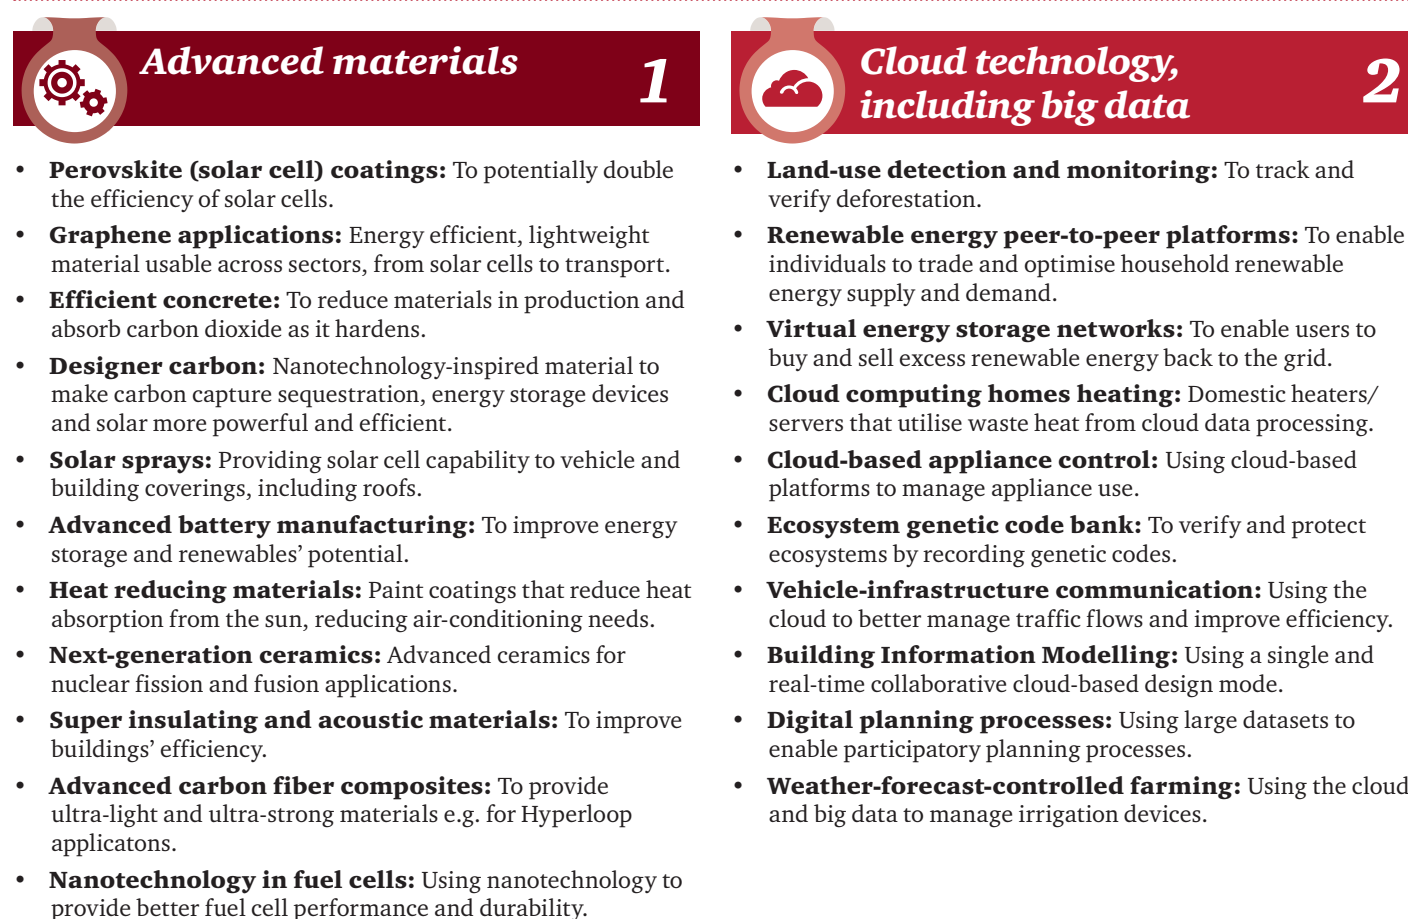 Advanced materials
1
• Perovskite (solar cell) coatings: To potentially double
the efficiency of solar cells.
• Graphene applications: Energy efficient, lightweight
material usable across sectors, from solar cells to transport.
• Efficient concrete: To reduce materials in production and
absorb carbon dioxide as it hardens.
• Designer carbon: Nanotechnology-inspired material to
make carbon capture sequestration, energy storage devices
and solar more powerful and efficient.
• Solar sprays: Providing solar cell capability to vehicle and
building coverings, including roofs.
• Advanced battery manufacturing: To improve energy
storage and renewables’ potential.
• Heat reducing materials: Paint coatings that reduce heat
absorption from the sun, reducing air-conditioning needs.
• Next-generation ceramics: Advanced ceramics for
nuclear fission and fusion applications.
• Super insulating and acoustic materials: To improve
buildings’ efficiency.
• Advanced carbon fiber composites: To provide
ultra-light and ultra-strong materials e.g. for Hyperloop
applicatons.
• Nanotechnology in fuel cells: Using nanotechnology to
provide better fuel cell performance and durability.
Cloud technology,
including big data
2
• Land-use detection and monitoring: To track and
verify deforestation.
• Renewable energy peer-to-peer platforms: To enable
individuals to trade and optimise household renewable
energy supply and demand.
• Virtual energy storage networks: To enable users to
buy and sell excess renewable energy back to the grid.
• Cloud computing homes heating: Domestic heaters/
servers that utilise waste heat from cloud data processing.
• Cloud-based appliance control: Using cloud-based
platforms to manage appliance use.
• Ecosystem genetic code bank: To verify and protect
ecosystems by recording genetic codes.
• Vehicle-infrastructure communication: Using the
cloud to better manage traffic flows and improve efficiency.
• Building Information Modelling: Using a single and
real-time collaborative cloud-based design mode.
• Digital planning processes: Using large datasets to
enable participatory planning processes.
• Weather-forecast-controlled farming: Using the cloud
and big data to manage irrigation devices.